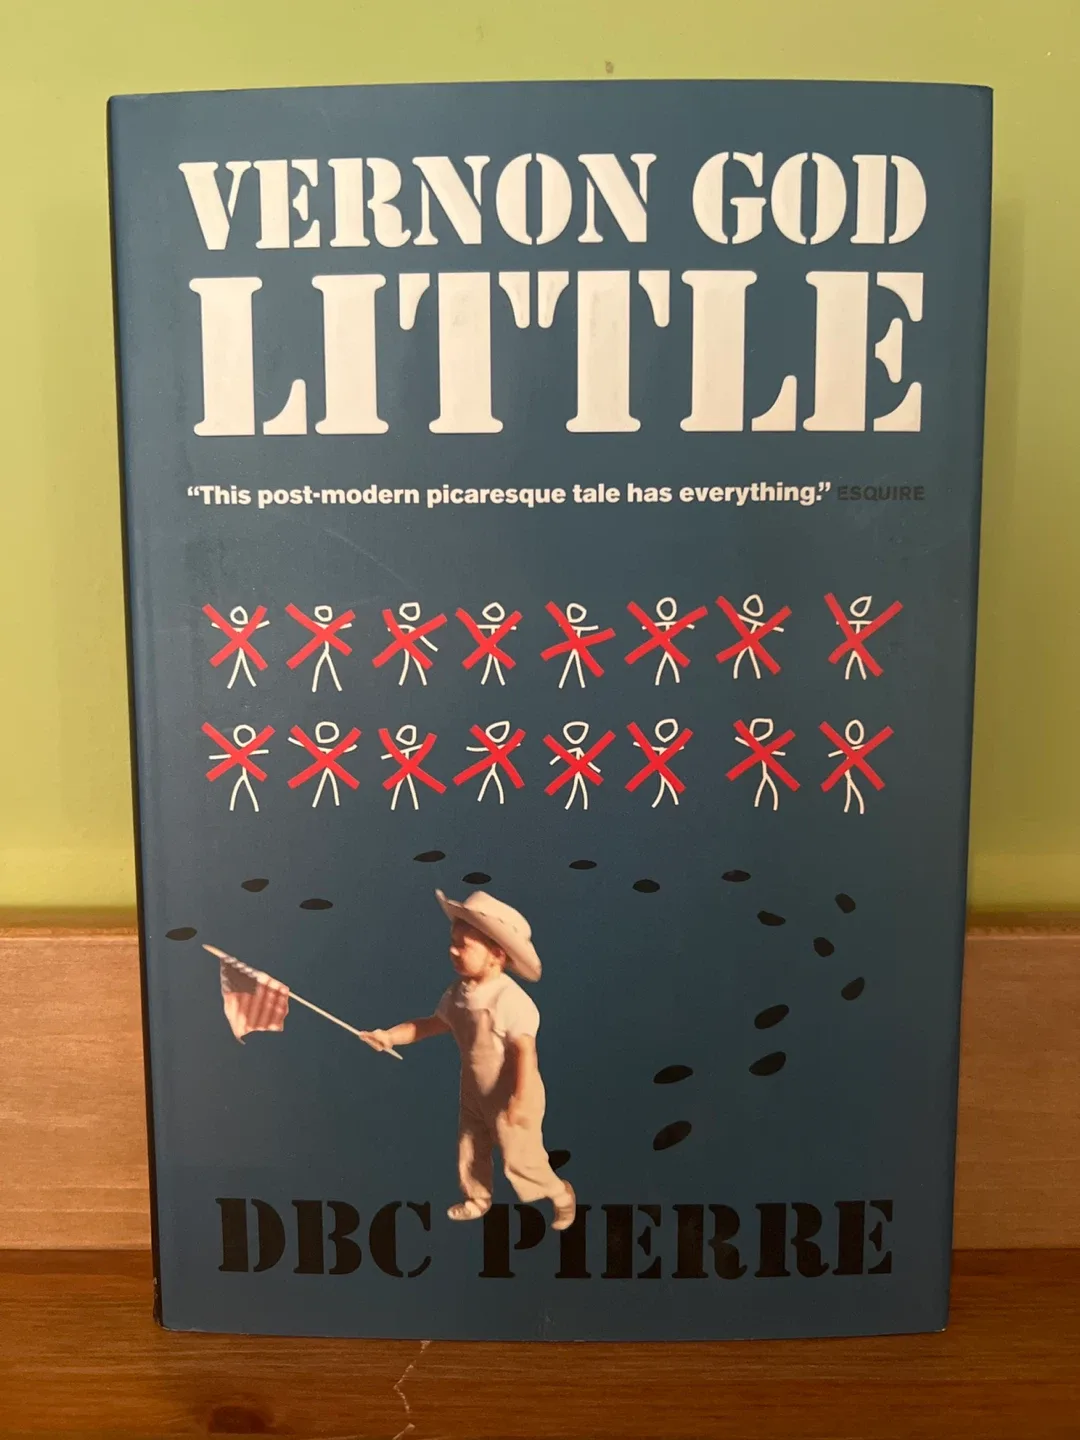 VERNON GOD
LITTLE
“This post-modern picaresque tale has everything.” ESQUIRE
DBC PIERRE